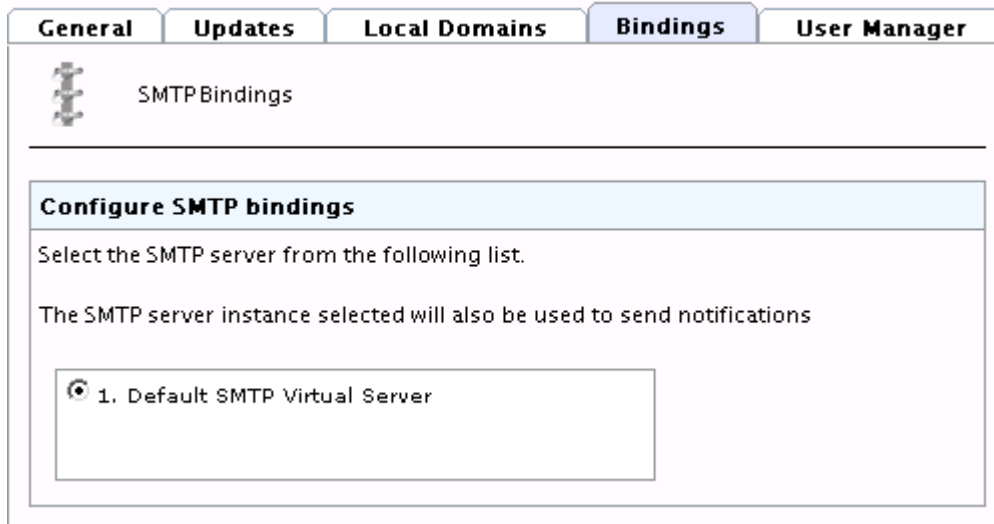 General Updates Local Domains Bindings User Manager
SMTP Bindings
Configure SMTP bindings
Select the SMTP server from the following list.
The SMTP server instance selected will also be used to send notifications
1. Default SMTP Virtual Server